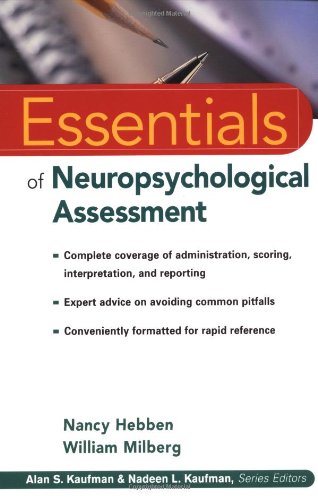 Essentials
of Neuropsychological
Assessment
Complete coverage of administration, scoring,
interpretation, and reporting
Expert advice on avoiding common pitfalls
Conveniently formatted for rapid reference
Nancy Hebben
William Milberg
Alan S. Kaufman & Nadeen L. Kaufman, Series Editors